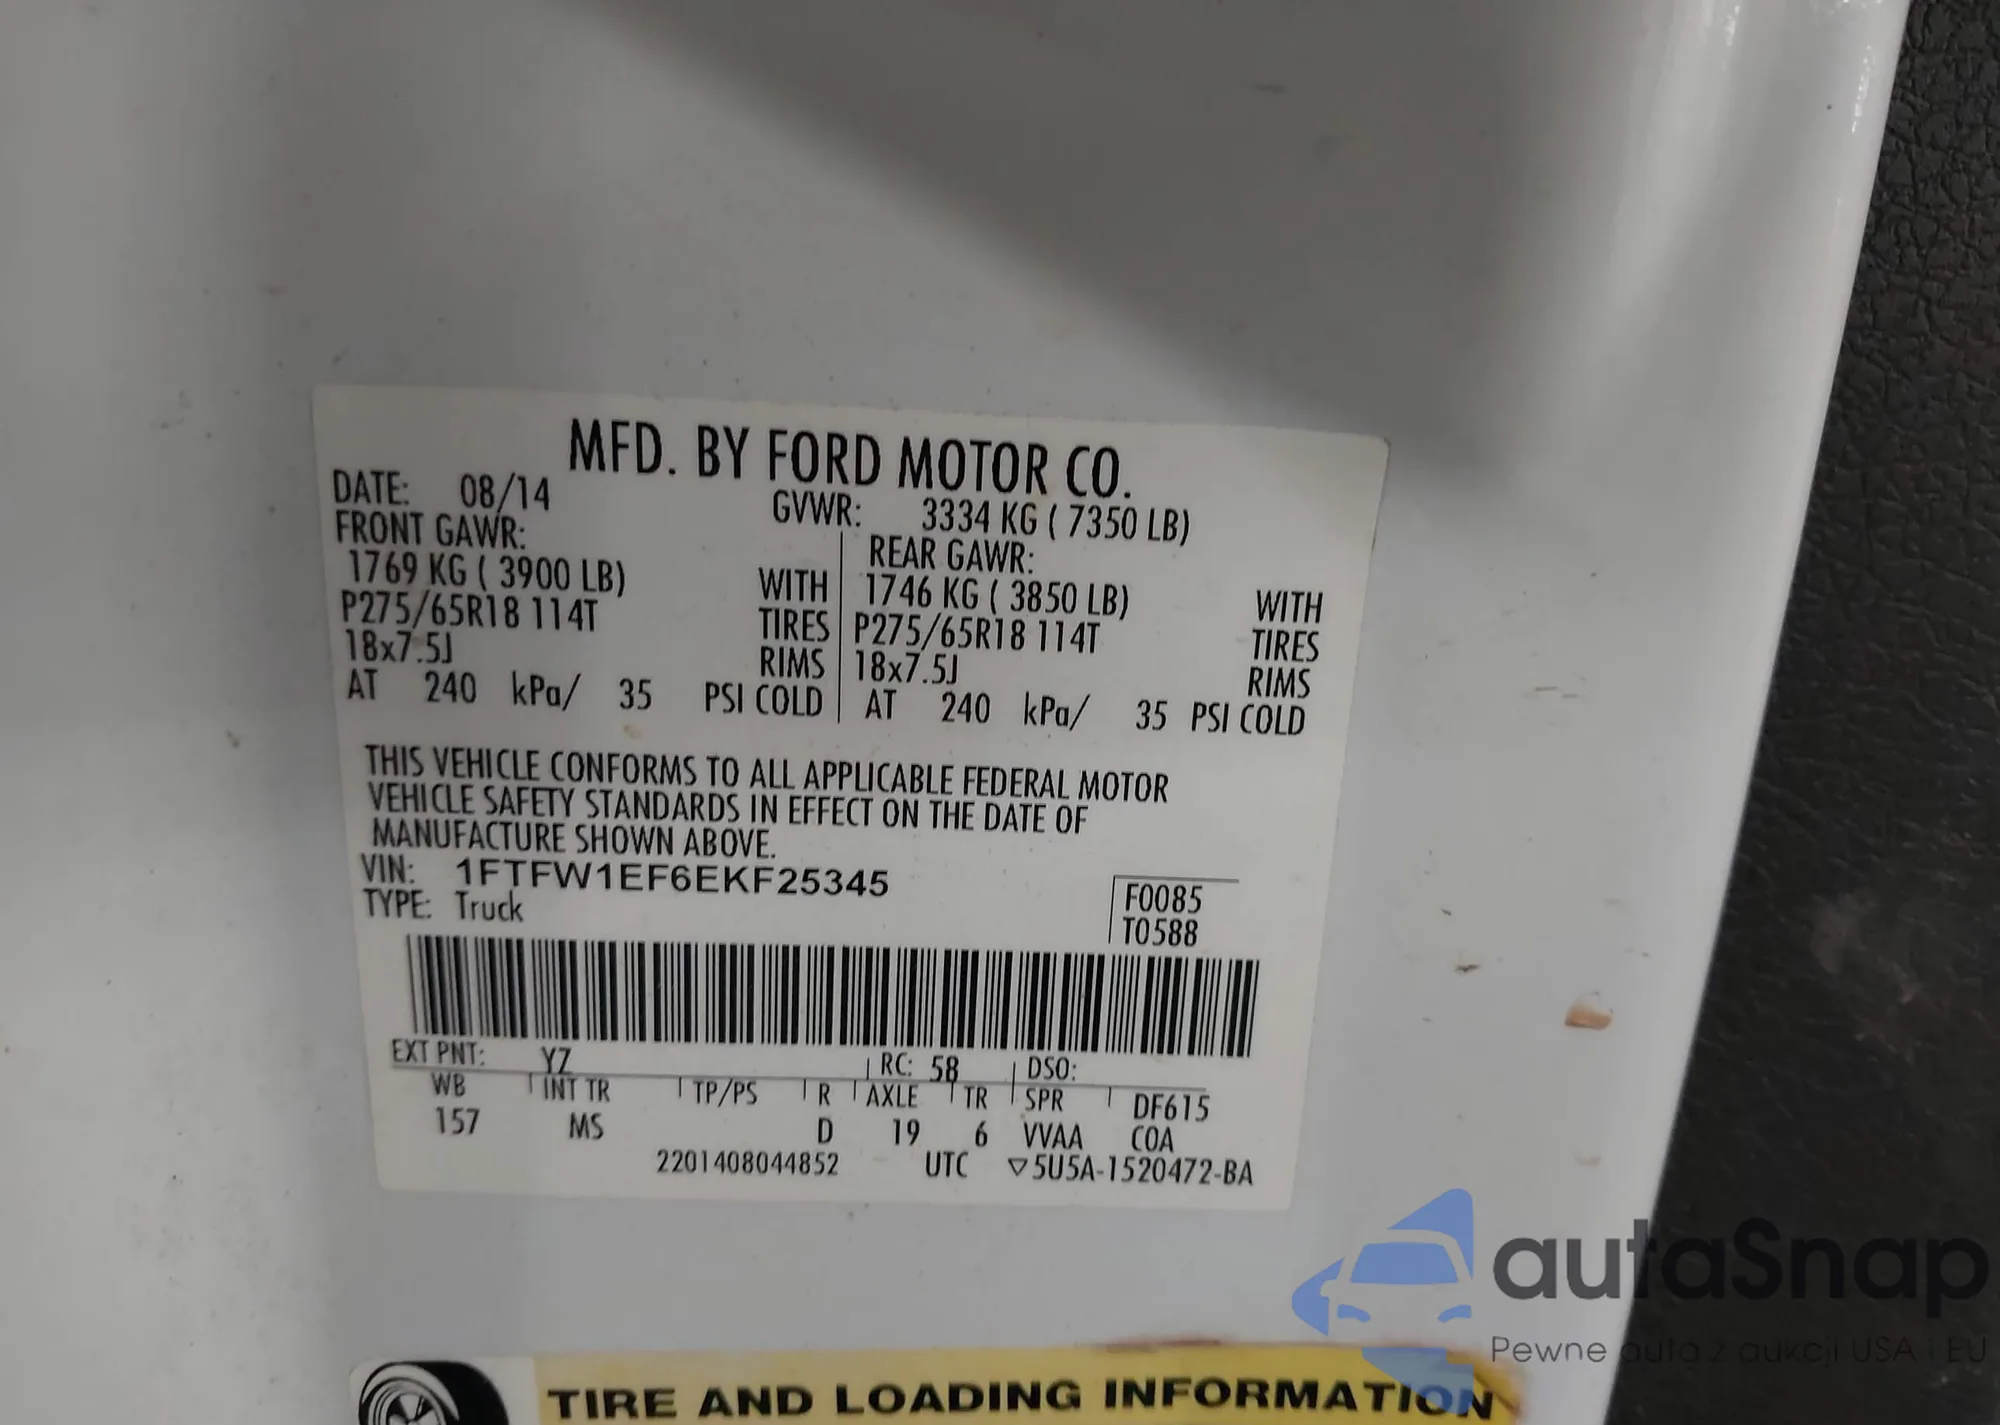 MFD. BY FORD MOTOR CO.
DATE: 08/14 GVWR: 3334 KG ( 7350 LB)
FRONT GAWR: REAR GAWR:
1769 KG ( 3900 LB) WITH 1746 KG ( 3850 LB) WITH
P275/65R18 114T TIRES P275/65R18 114T TIRES
18x7.5J RIMS 18x7.5J RIMS
AT 240 kPa/ 35 PSI COLD AT 240 kPa/ 35 PSI COLD
THIS VEHICLE CONFORMS TO ALL APPLICABLE FEDERAL MOTOR
VEHICLE SAFETY STANDARDS IN EFFECT ON THE DATE OF
MANUFACTURE SHOWN ABOVE.
VIN: 1FTFW1EF6EKF25345
TYPE: Truck
F0085
T0588
EXT PNT: YZ RC: 58 DSO:
WB INT TR TP/PS R AXLE TR SPR DF615
157 MS D 19 6 VVAA COA
2201408044852 UTC ▽5U5A-1520472-BA
TIRE AND LOADING INFORMATION
autaSnap
Pewne auta z aukcji USA i EU